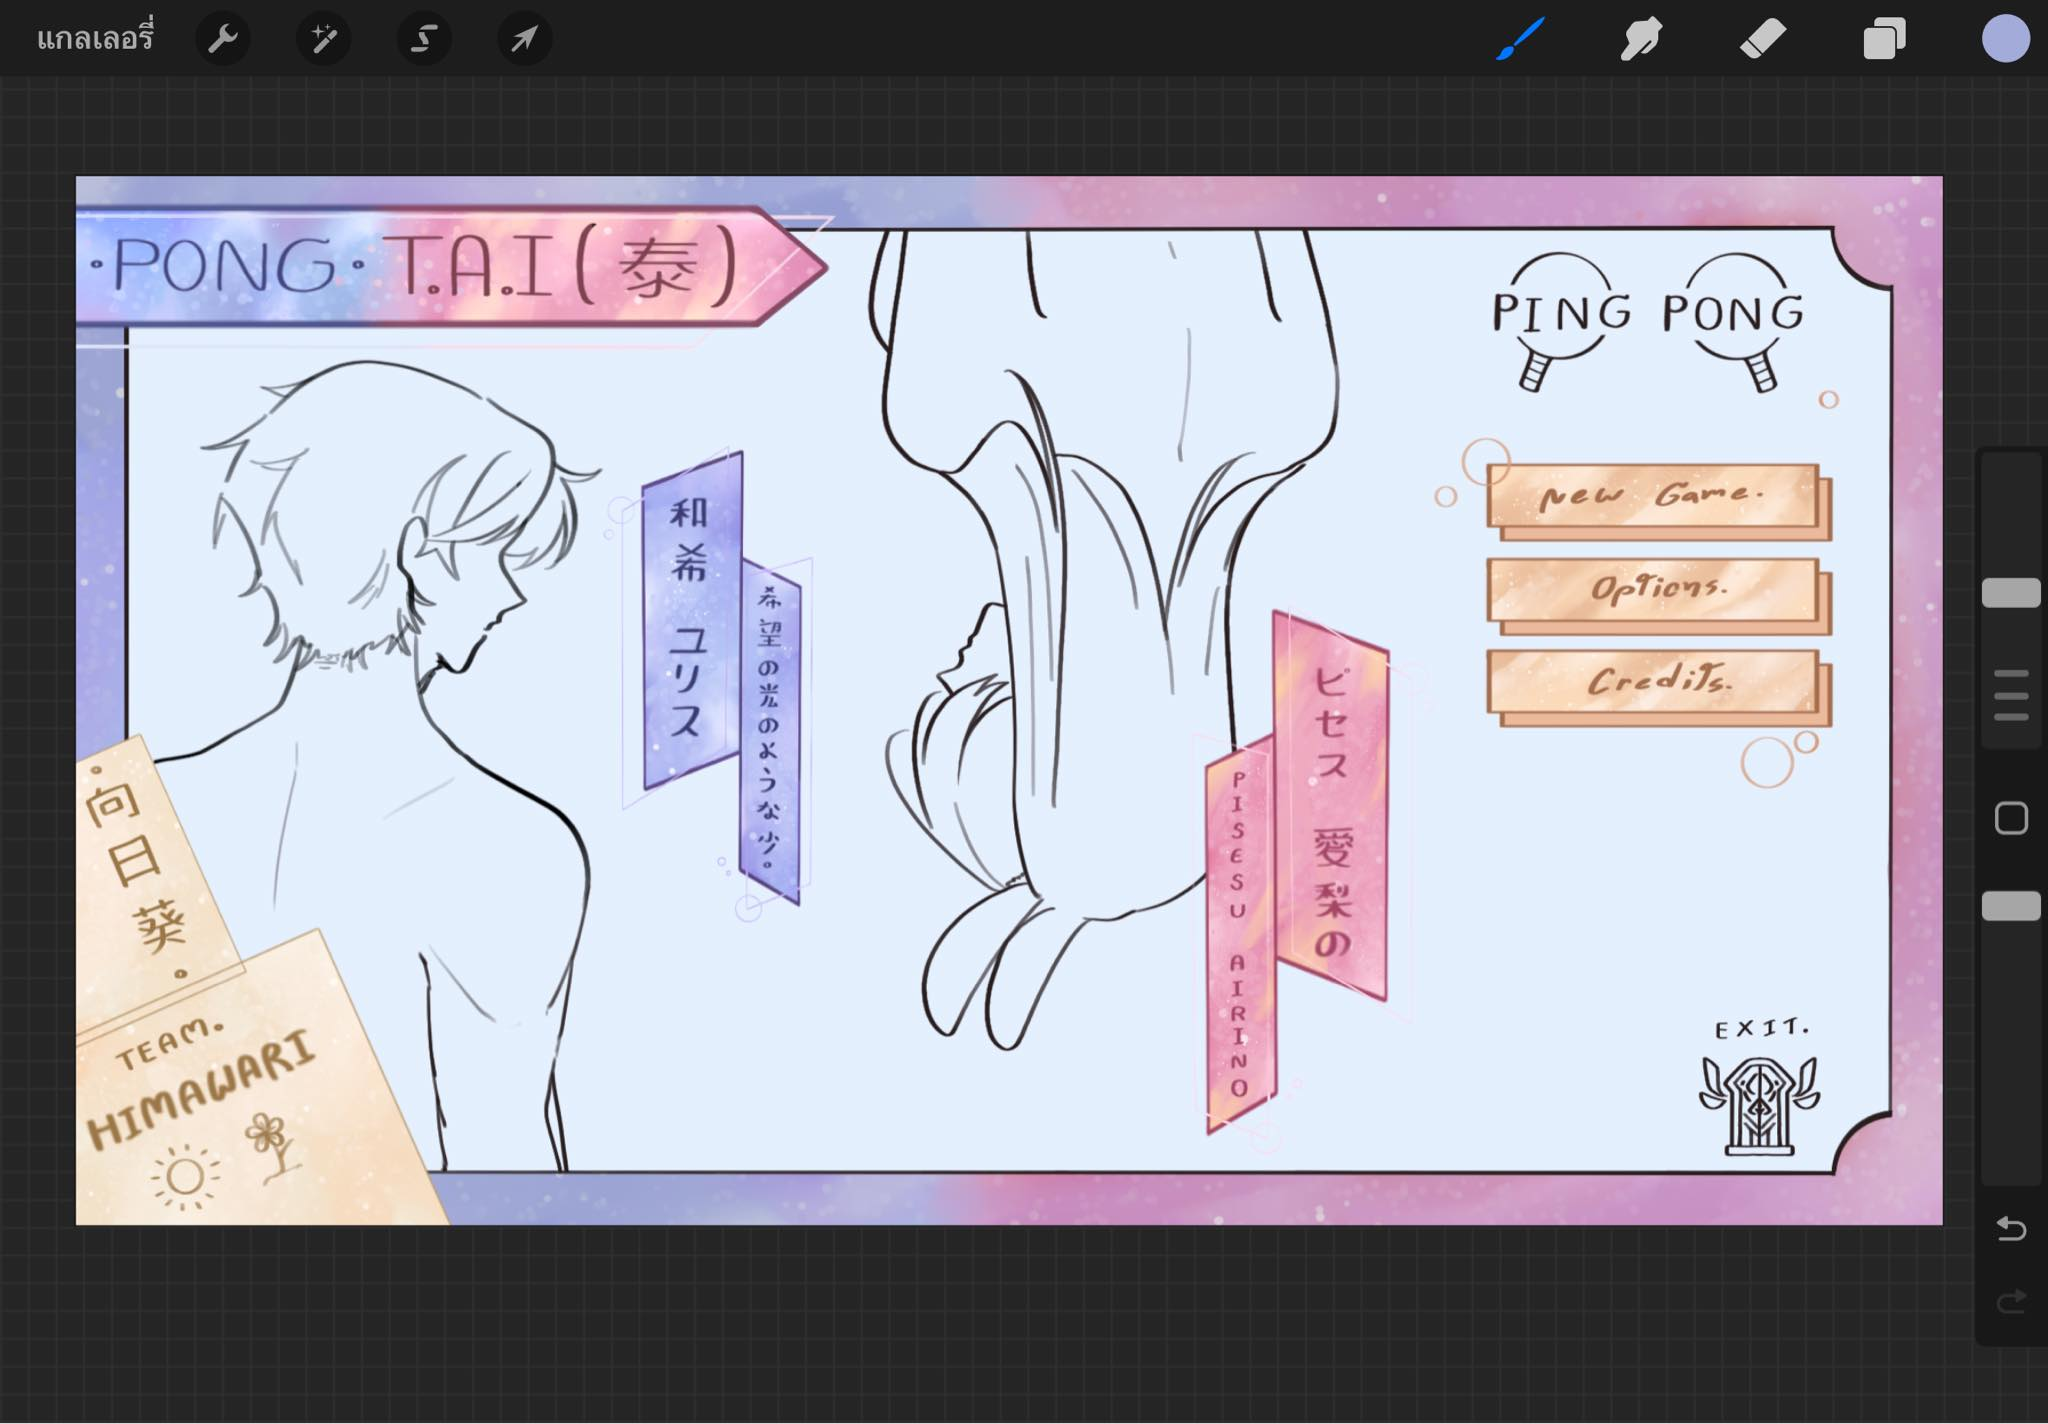 แกลเลอรี่
・PONG・T.A.I(泰)
PING PONG
New Game.
Options.
Credits.
和希 ユリス
希望の光のような少。
ピセス 愛梨の
PISESU AIRINO
・向日葵。
TEAM.
HIMAWARI
EXIT.